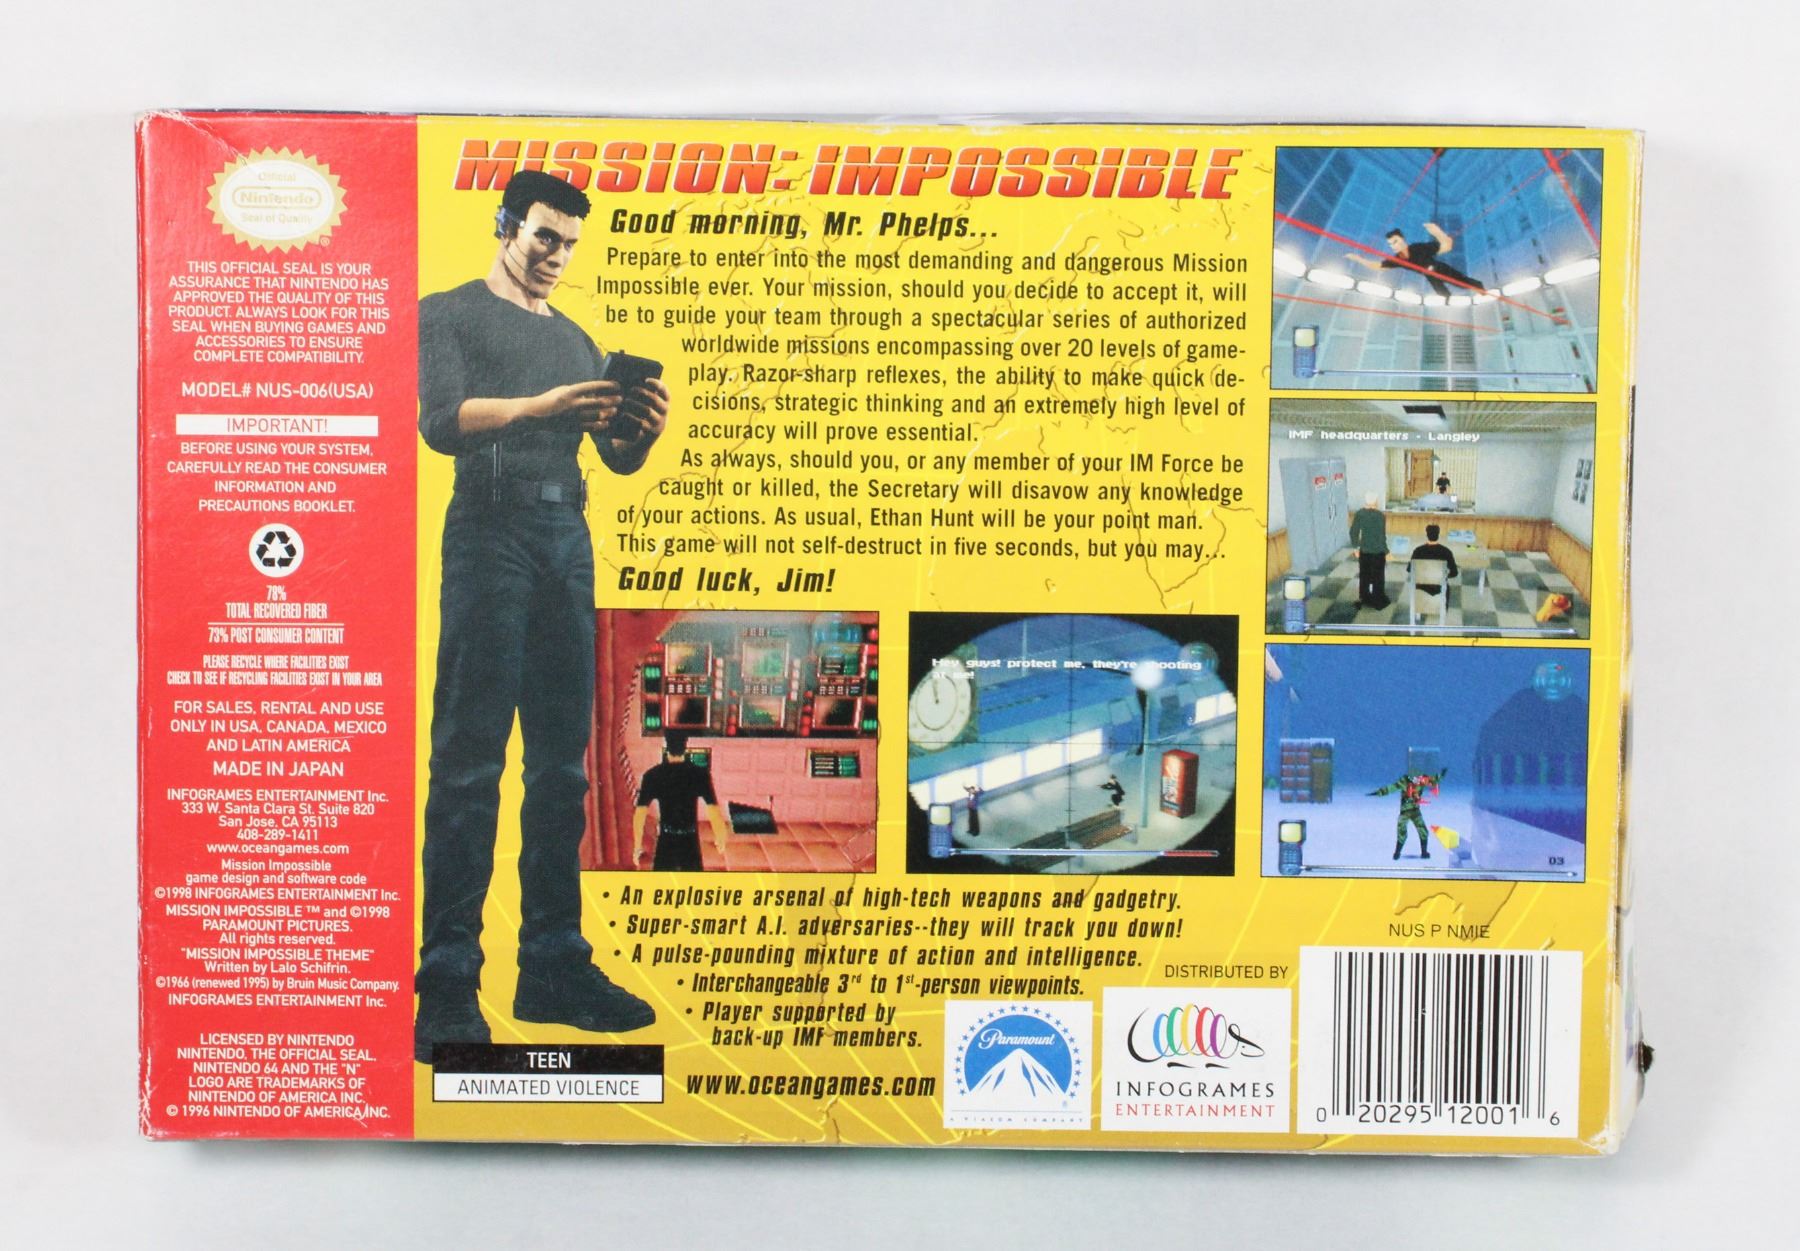 Official
Nintendo
Seal of Quality
THIS OFFICIAL SEAL IS YOUR
ASSURANCE THAT NINTENDO HAS
APPROVED THE QUALITY OF THIS
PRODUCT. ALWAYS LOOK FOR THIS
SEAL WHEN BUYING GAMES AND
ACCESSORIES TO ENSURE
COMPLETE COMPATIBILITY.
MODEL# NUS-006(USA)
IMPORTANT!
BEFORE USING YOUR SYSTEM,
CAREFULLY READ THE CONSUMER
INFORMATION AND
PRECAUTIONS BOOKLET.
78%
TOTAL RECOVERED FIBER
73% POST CONSUMER CONTENT
PLEASE RECYCLE WHERE FACILITIES EXIST
CHECK TO SEE IF RECYCLING FACILITIES EXIST IN YOUR AREA
FOR SALES, RENTAL AND USE
ONLY IN USA, CANADA, MEXICO
AND LATIN AMERICA
MADE IN JAPAN
INFOGRAMES ENTERTAINMENT Inc.
333 W. Santa Clara St. Suite 820
San Jose, CA 95113
408-289-1411
www.oceangames.com
Mission Impossible
game design and software code
©1998 INFOGRAMES ENTERTAINMENT Inc.
MISSION IMPOSSIBLE ™ and ©1998
PARAMOUNT PICTURES.
All rights reserved.
"MISSION IMPOSSIBLE THEME"
Written by Lalo Schifrin.
©1966 (renewed 1995) by Bruin Music Company.
INFOGRAMES ENTERTAINMENT Inc.
LICENSED BY NINTENDO
NINTENDO, THE OFFICIAL SEAL,
NINTENDO 64 AND THE "N"
LOGO ARE TRADEMARKS OF
NINTENDO OF AMERICA INC.
© 1996 NINTENDO OF AMERICA INC.
MISSION: IMPOSSIBLE
Good morning, Mr. Phelps...
Prepare to enter into the most demanding and dangerous Mission
Impossible ever. Your mission, should you decide to accept it, will
be to guide your team through a spectacular series of authorized
worldwide missions encompassing over 20 levels of game-
play. Razor-sharp reflexes, the ability to make quick de-
cisions, strategic thinking and an extremely high level of
accuracy will prove essential.
As always, should you, or any member of your IM Force be
caught or killed, the Secretary will disavow any knowledge
of your actions. As usual, Ethan Hunt will be your point man.
This game will not self-destruct in five seconds, but you may...
Good luck, Jim!
IMF headquarters - Langley
Hey guys! protect me, they're shooting
at me!
03
• An explosive arsenal of high-tech weapons and gadgetry.
• Super-smart A.I. adversaries--they will track you down!
• A pulse-pounding mixture of action and intelligence.
• Interchangeable 3rd to 1st-person viewpoints.
• Player supported by
back-up IMF members.
TEEN
ANIMATED VIOLENCE
www.oceangames.com
Paramount
A VIACOM COMPANY
DISTRIBUTED BY
INFOGRAMES
ENTERTAINMENT
NUS P NMIE
0 20295 12001 6